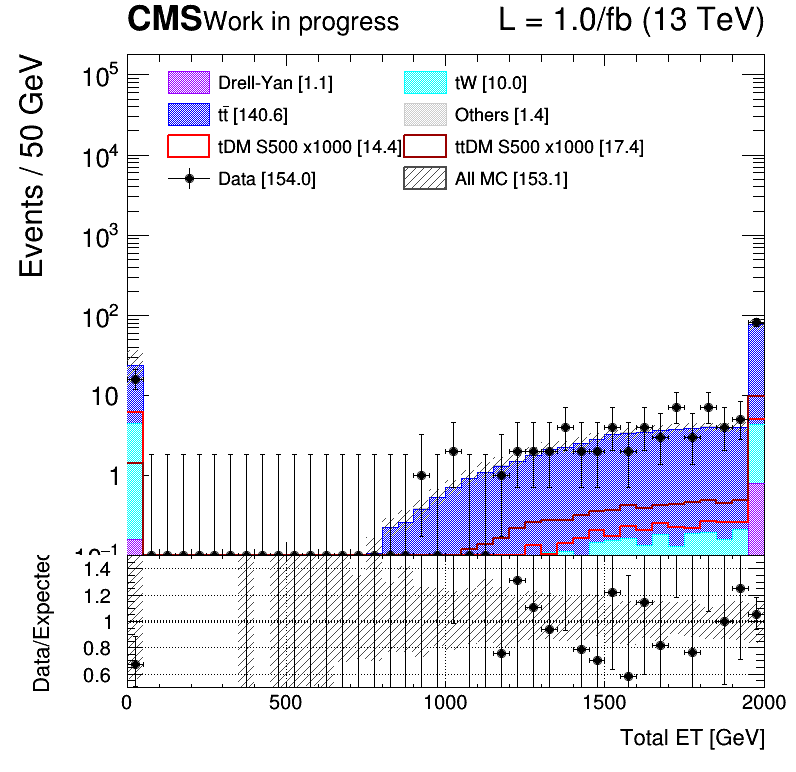 CMS Work in progress L = 1.0/fb (13 TeV)
Events / 50 GeV
10^5
10^4
10^3
10^2
10
1
10^-1
Drell-Yan [1.1] tW [10.0]
tt̄ [140.6] Others [1.4]
tDM S500 x1000 [14.4] ttDM S500 x1000 [17.4]
Data [154.0] All MC [153.1]
Data/Expected
1.4
1.2
1
0.8
0.6
0 500 1000 1500 2000
Total ET [GeV]